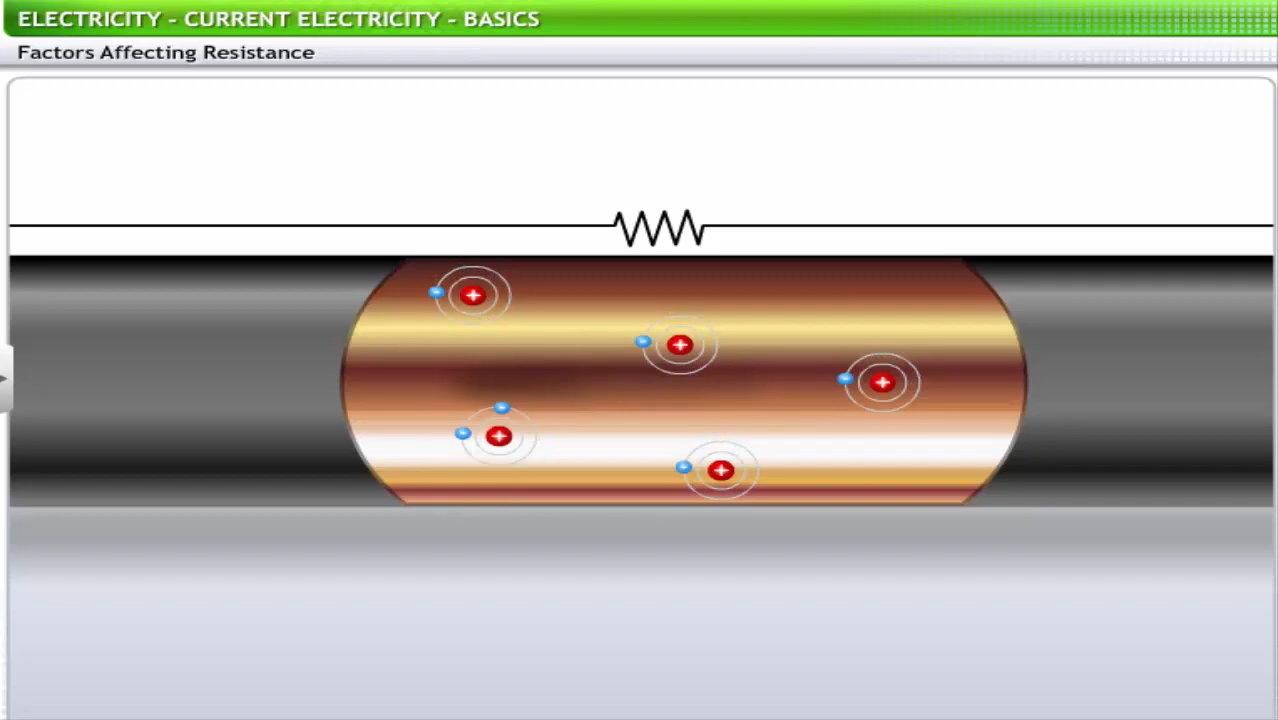 ELECTRICITY - CURRENT ELECTRICITY - BASICS
Factors Affecting Resistance